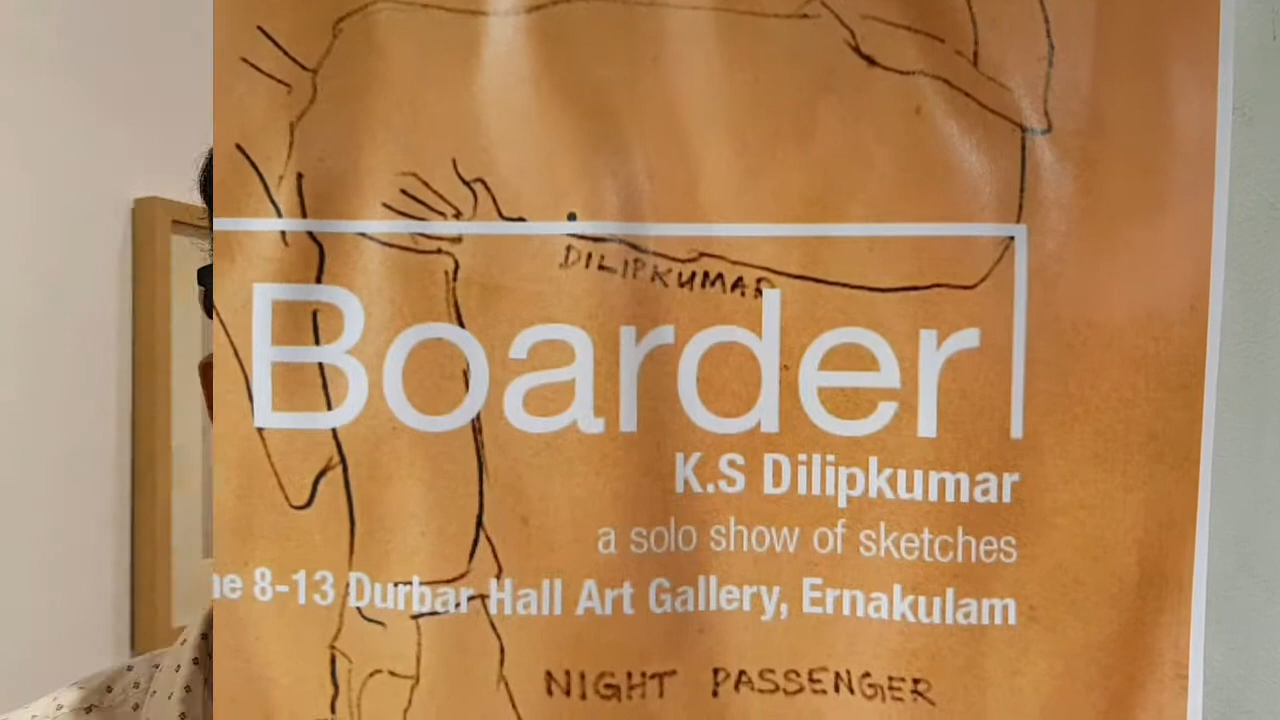 DILIPKUMAR
Boarder
K.S Dilipkumar
a solo show of sketches
8-13 Durbar Hall Art Gallery, Ernakulam
NIGHT PASSENGER